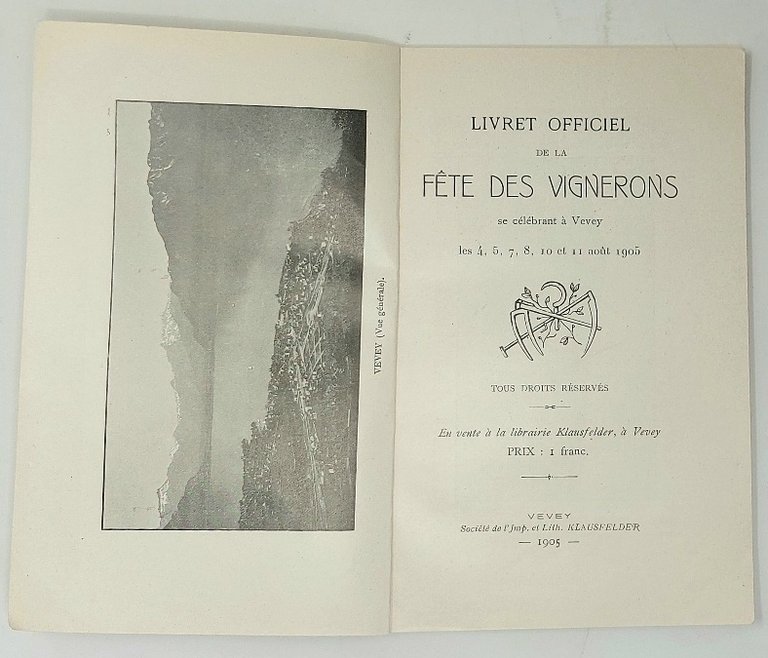 VEVEY (Vue générale).
LIVRET OFFICIEL
DE LA
FÊTE DES VIGNERONS
se célébrant à Vevey
les 4, 5, 7, 8, 10 et 11 août 1905
TOUS DROITS RÉSERVÉS
En vente à la librairie Klausfelder, à Vevey
PRIX : 1 franc.
VEVEY
Société de l'Imp. et Lith. KLAUSFELDER
— 1905 —